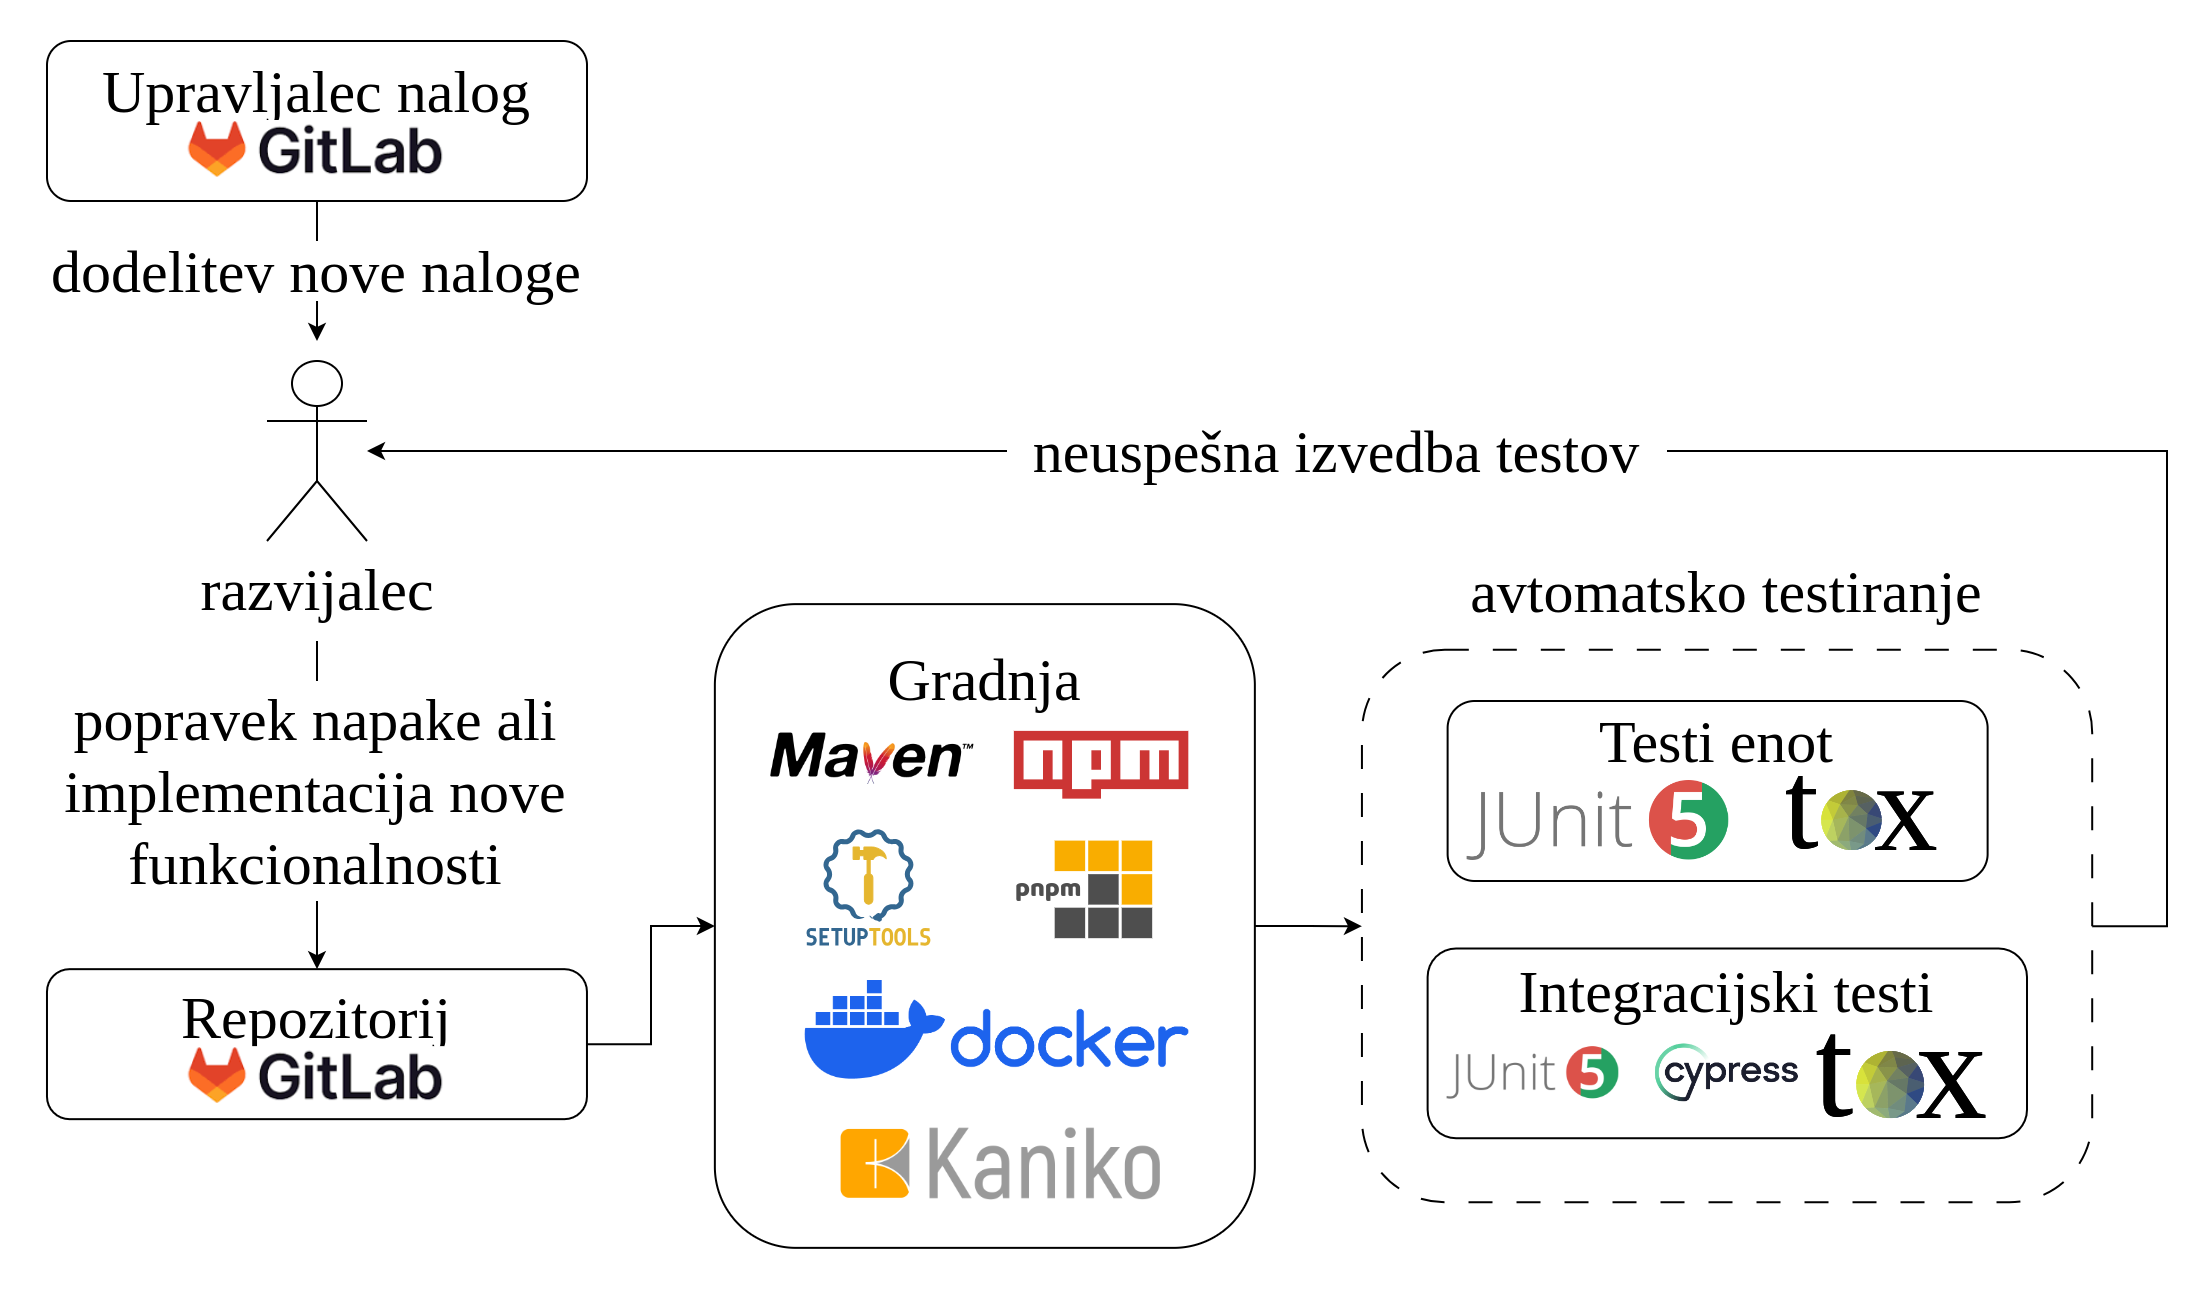 Upravljalec nalog
GitLab
dodelitev nove naloge
neuspešna izvedba testov
razvijalec
popravek napake ali
implementacija nove
funkcionalnosti
Repozitorij
GitLab
Gradnja
Maven™
npm
SETUPTOOLS
pnpm
docker
Kaniko
avtomatsko testiranje
Testi enot
JUnit 5
tox
Integracijski testi
JUnit 5
cypress
tox